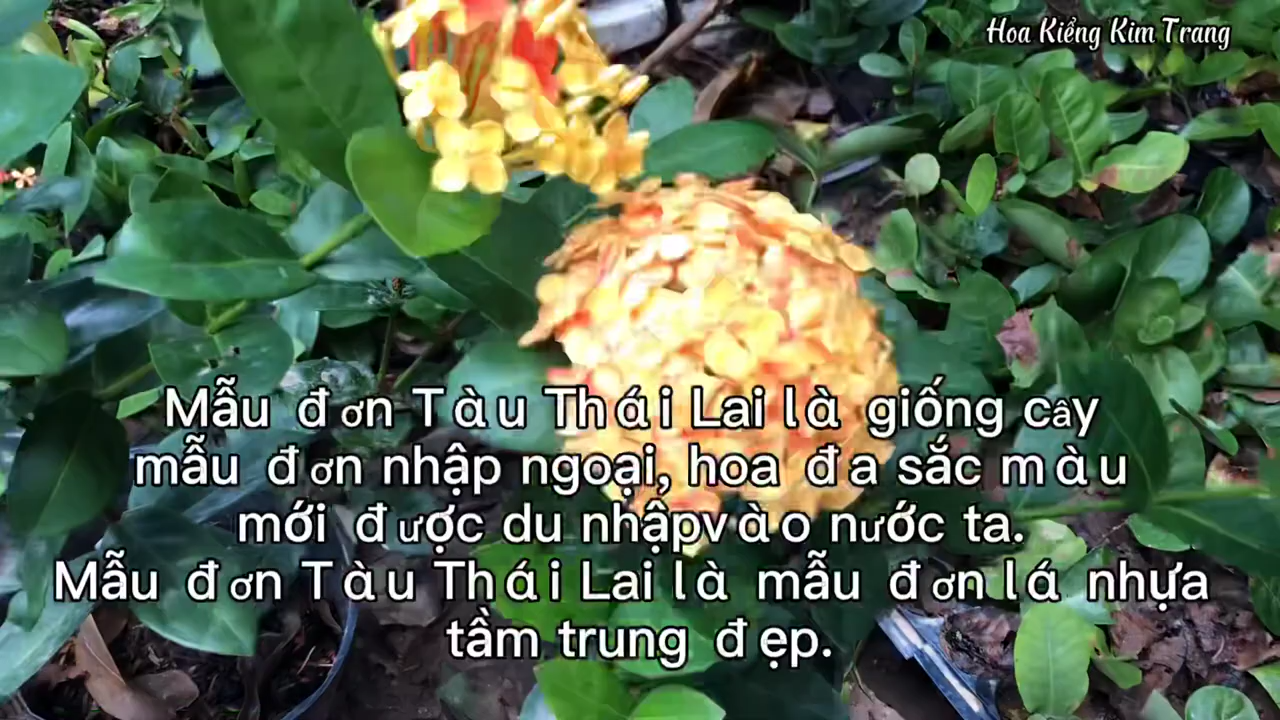 Hoa Kiểng Kim Trang
Mẫu đơn Tàu Thái Lai là giống cây
mẫu đơn nhập ngoại, hoa đa sắc màu
mới được du nhậpvào nước ta.
Mẫu đơn Tàu Thái Lai là mẫu đơn lá nhựa
tầm trung đẹp.